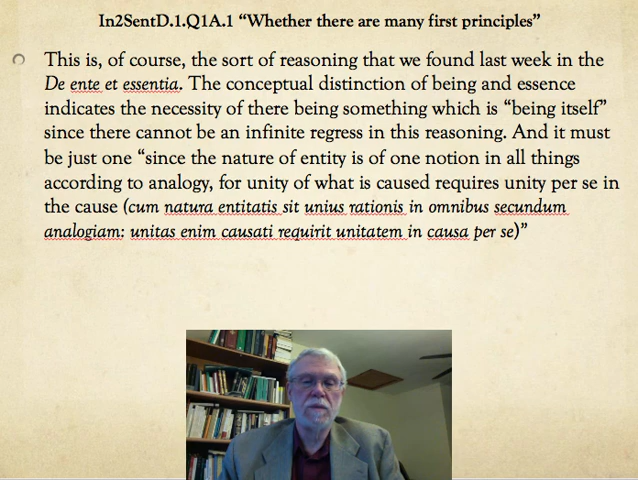 In2SentD.1.Q1A.1 “Whether there are many first principles”
This is, of course, the sort of reasoning that we found last week in the
De ente et essentia. The conceptual distinction of being and essence
indicates the necessity of there being something which is “being itself”
since there cannot be an infinite regress in this reasoning. And it must
be just one “since the nature of entity is of one notion in all things
according to analogy, for unity of what is caused requires unity per se in
the cause (cum natura entitatis sit unius rationis in omnibus secundum
analogiam: unitas enim causati requirit unitatem in causa per se)”